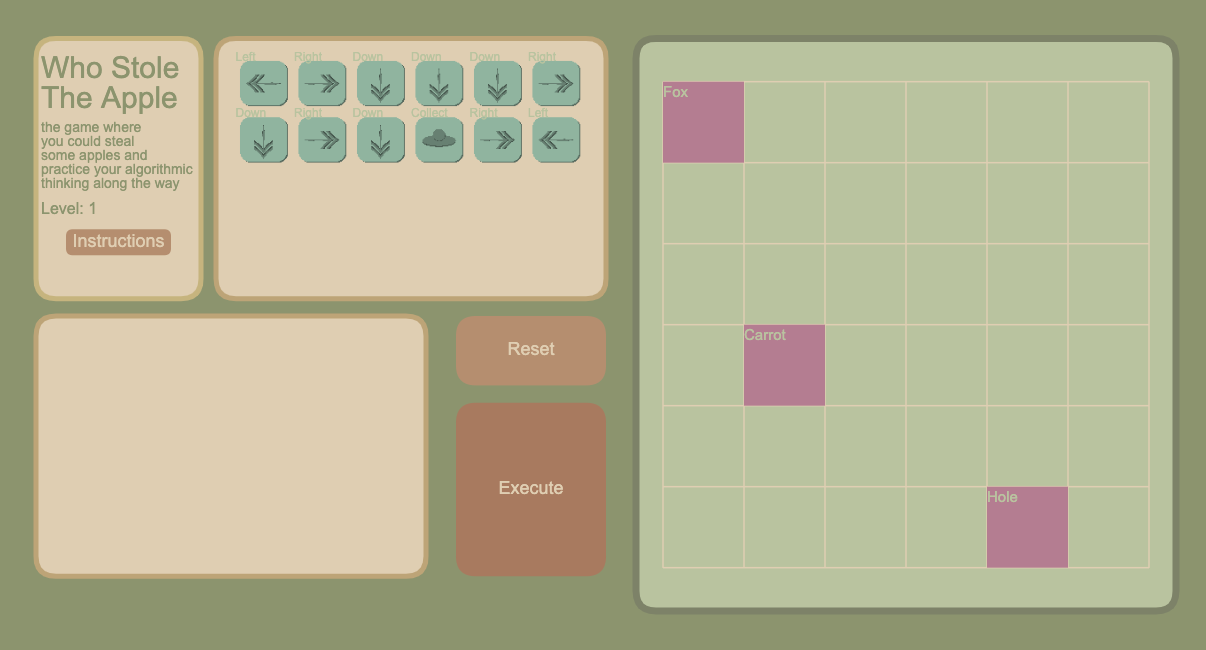 Who Stole
The Apple
the game where
you could steal
some apples and
practice your algorithmic
thinking along the way
Level: 1
Instructions
Left Right Down Down Down Right
Down Right Down Collect Right Left
Reset
Execute
Fox
Carrot
Hole